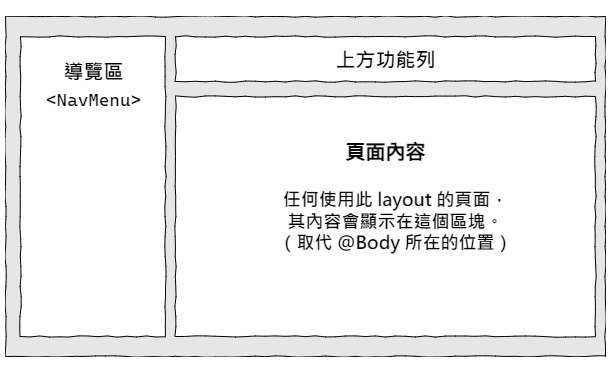 導覽區
<NavMenu>
上方功能列
頁面內容
任何使用此 layout 的頁面，
其內容會顯示在這個區塊。
（取代 @Body 所在的位置）